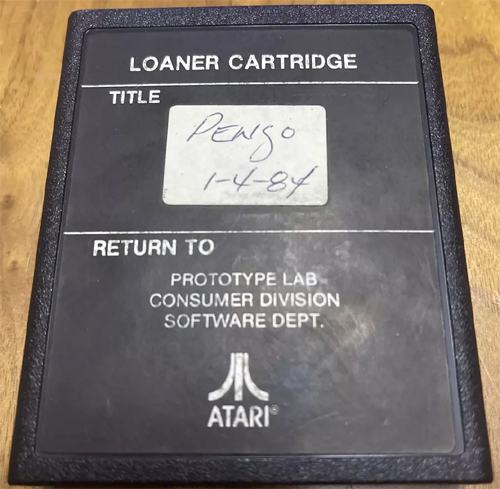 LOANER CARTRIDGE
TITLE
Pengo
1-4-84
RETURN TO
PROTOTYPE LAB
CONSUMER DIVISION
SOFTWARE DEPT.
ATARI®